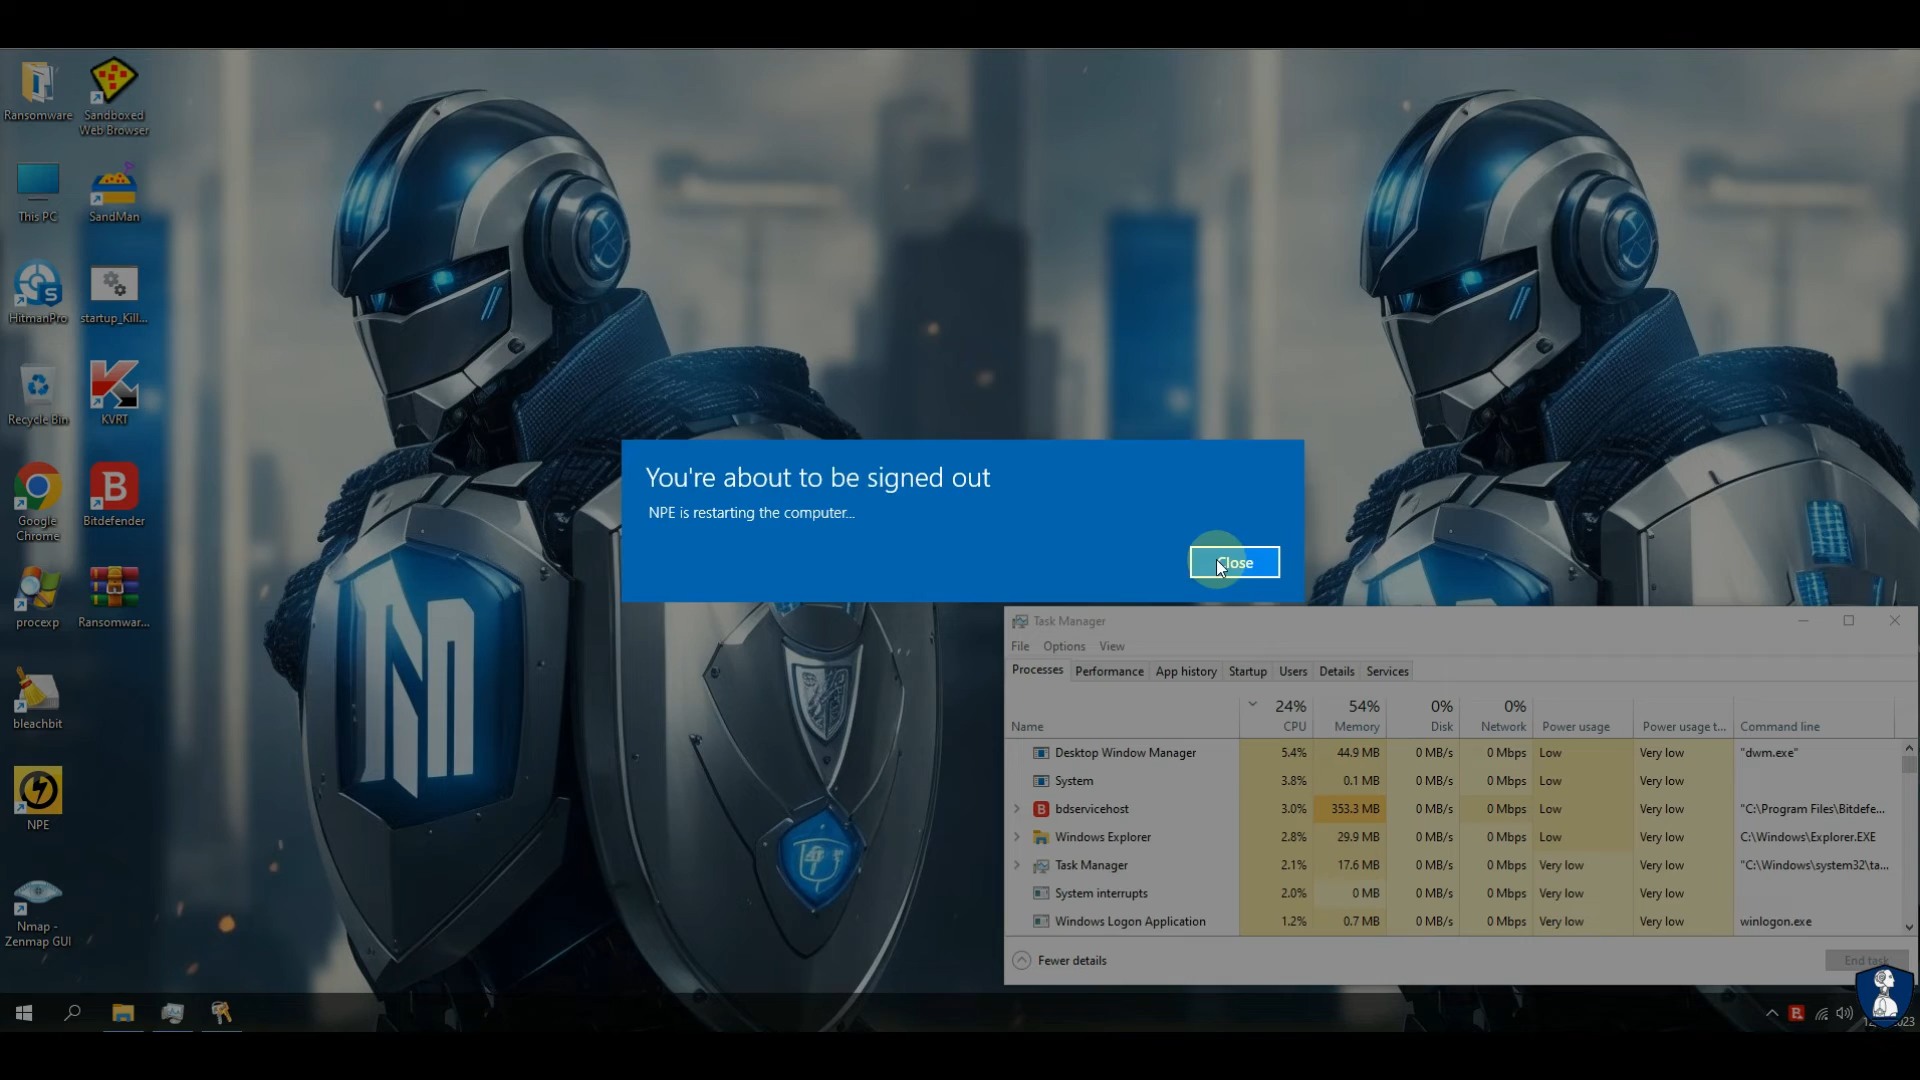 Ransomware
Sandboxed
Web Browser
This PC
SandMan
HitmanPro
startup_Kill...
Recycle Bin
KVRT
Google
Chrome
Bitdefender
procexp
Ransomwar...
bleachbit
NPE
Nmap -
Zenmap GUI
You're about to be signed out
NPE is restarting the computer...
Close
Task Manager
File Options View
Processes Performance App history Startup Users Details Services
24% 54% 0% 0%
Name CPU Memory Disk Network Power usage Power usage t... Command line
Desktop Window Manager 5.4% 44.9 MB 0 MB/s 0 Mbps Low Very low "dwm.exe"
System 3.8% 0.1 MB 0 MB/s 0 Mbps Low Very low
bdservicehost 3.0% 353.3 MB 0 MB/s 0 Mbps Low Very low "C:\Program Files\Bitdefe...
Windows Explorer 2.8% 29.9 MB 0 MB/s 0 Mbps Low Very low C:\Windows\Explorer.EXE
Task Manager 2.1% 17.6 MB 0 MB/s 0 Mbps Very low Very low "C:\Windows\system32\ta...
System interrupts 2.0% 0 MB 0 MB/s 0 Mbps Very low Very low
Windows Logon Application 1.2% 0.7 MB 0 MB/s 0 Mbps Very low Very low winlogon.exe
Fewer details
End task